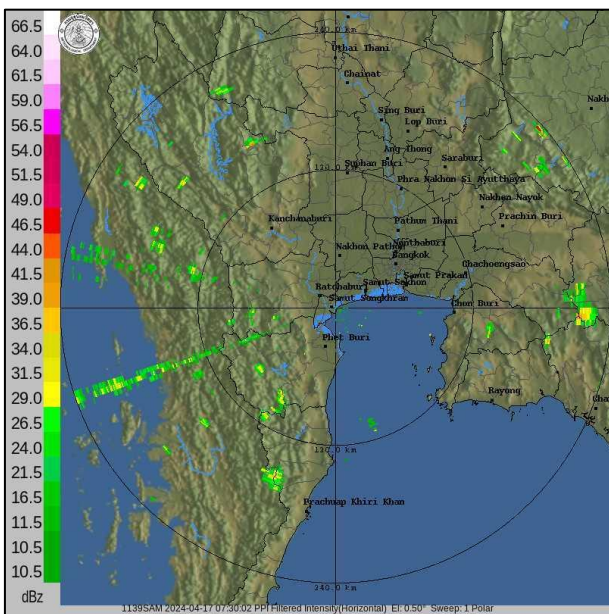 66.5
64.0
61.5
59.0
56.5
54.0
51.5
49.0
46.5
44.0
41.5
39.0
36.5
34.0
31.5
29.0
26.5
24.0
21.5
16.5
11.5
10.5
10.5
dBz
240.0 km
Uthai Thani
Chainat
Sing Buri
Lop Buri
Ang Thong
Saraburi
Suphan Buri
120.0 km
Phra Nakhon Si Ayutthaya
Nakhon Nayok
Prachin Buri
Kanchanaburi
Pathum Thani
Nonthaburi
Nakhon Pathom
Bangkok
Chachoengsao
Samut Prakan
Ratchaburi
Samut Sakhon
Samut Songkhram
Chon Buri
Phet Buri
Rayong
Cha
120.0 km
Prachuap Khiri Khan
240.0 km
1139SAM 2024-04-17 07:30:02 PPI Filtered Intensity(Horizontal) El: 0.50° Sweep: 1 Polar